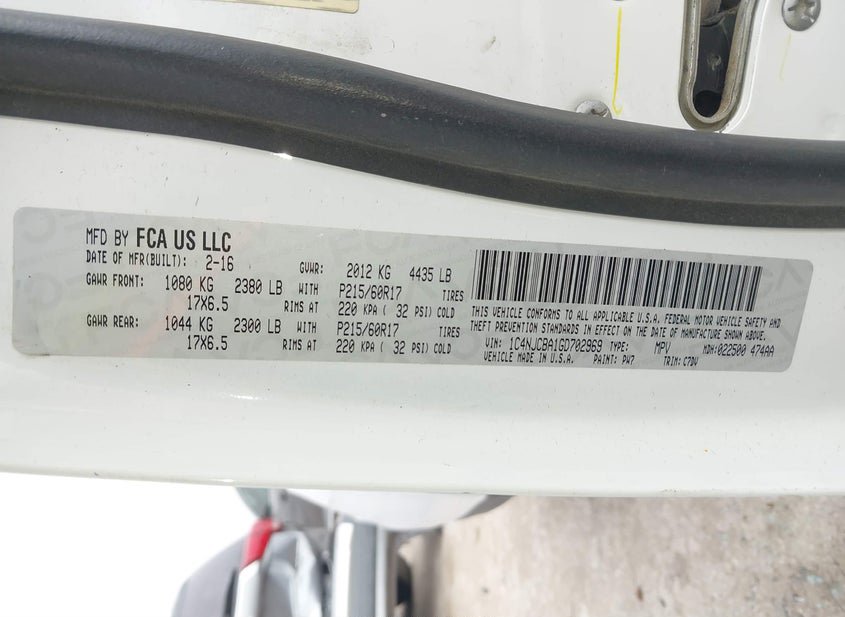 MFD BY FCA US LLC
DATE OF MFR(BUILT): 2-16 GVWR: 2012 KG 4435 LB
GAWR FRONT: 1080 KG 2380 LB WITH P215/60R17 TIRES
17X6.5 RIMS AT 220 KPA ( 32 PSI) COLD
GAWR REAR: 1044 KG 2300 LB WITH P215/60R17 TIRES
17X6.5 RIMS AT 220 KPA ( 32 PSI) COLD
THIS VEHICLE CONFORMS TO ALL APPLICABLE U.S.A. FEDERAL MOTOR VEHICLE SAFETY AND
THEFT PREVENTION STANDARDS IN EFFECT ON THE DATE OF MANUFACTURE SHOWN ABOVE.
VIN: 1C4NJCBA1GD702969 TYPE: MPV MDH:022500 474AA
VEHICLE MADE IN U.S.A. PAINT: PW7 TRIM: C7DV